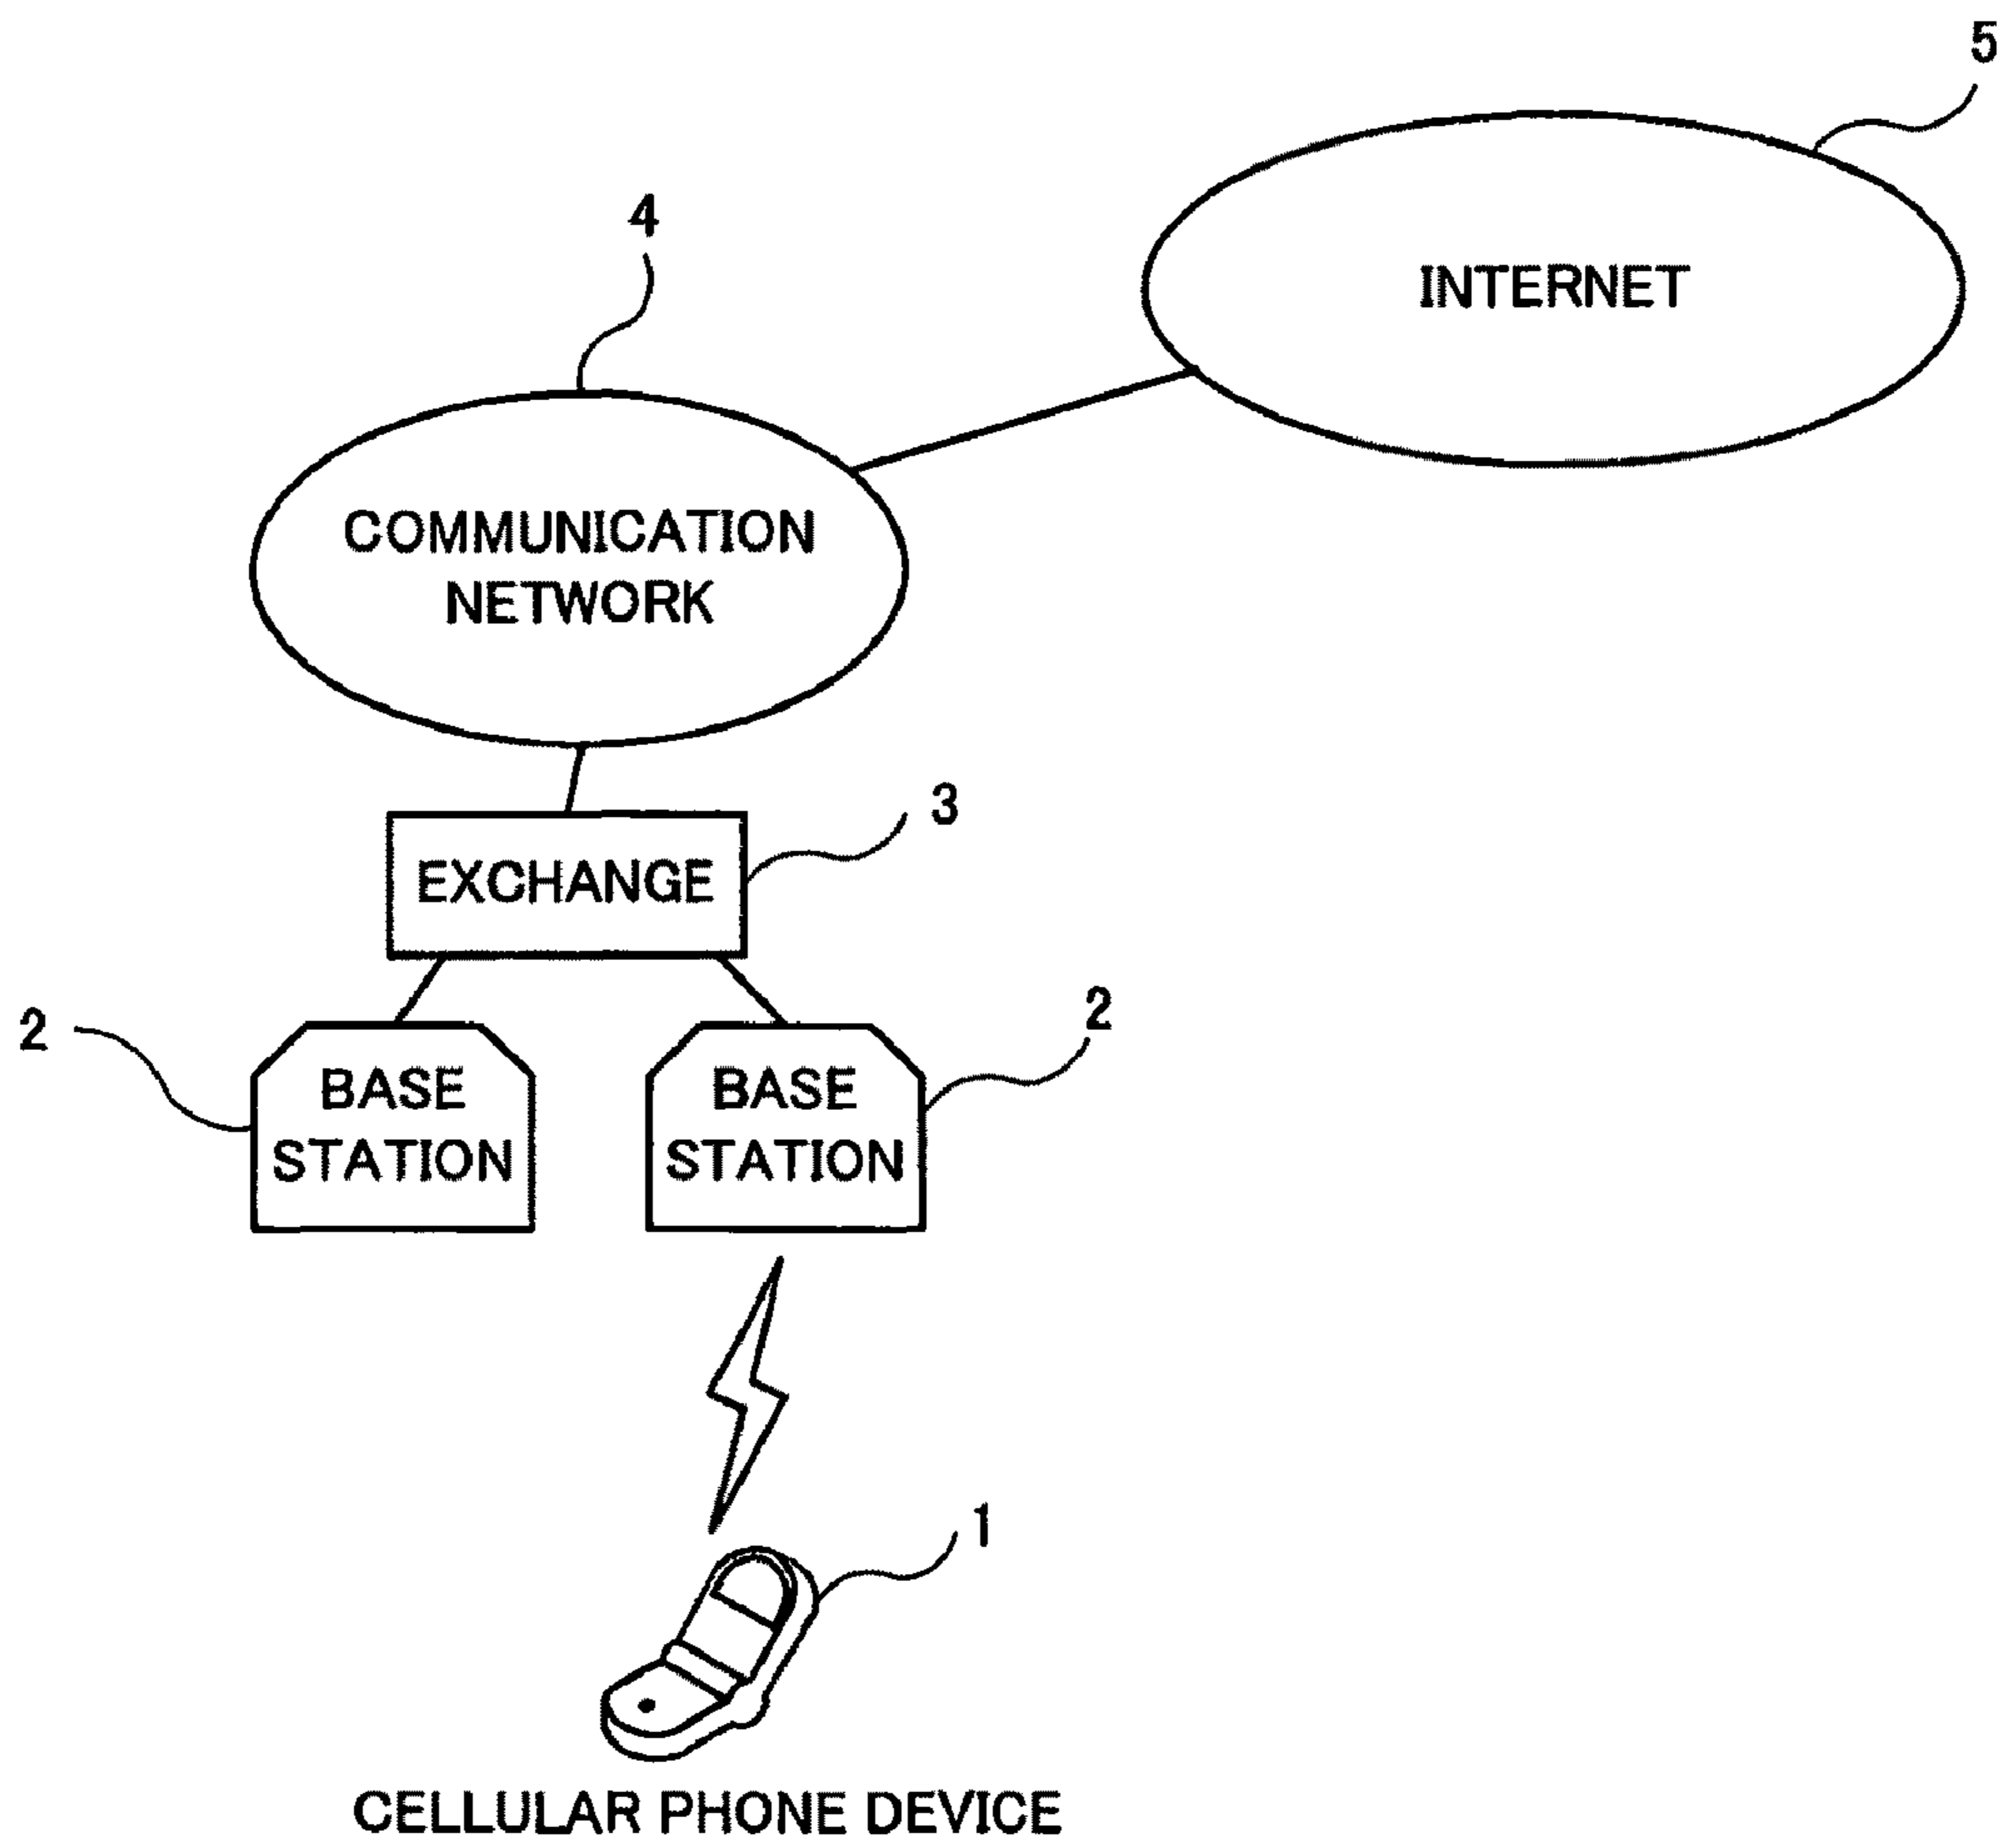 5
4
INTERNET
COMMUNICATION
NETWORK
3
EXCHANGE
2
2
BASE
STATION
BASE
STATION
1
CELLULAR PHONE DEVICE